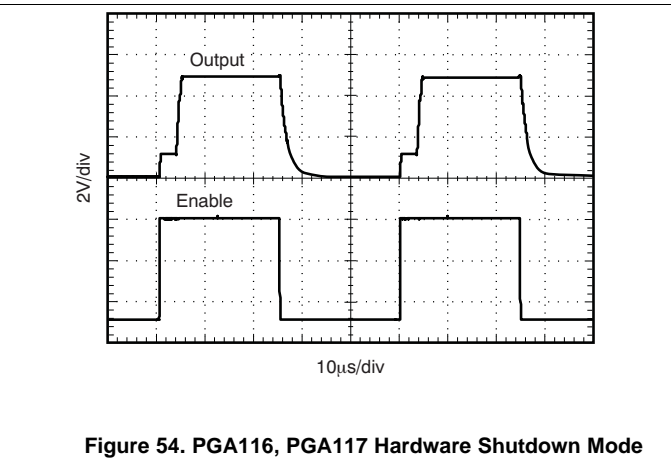 Output
2V/div
Enable
10μs/div
Figure 54. PGA116, PGA117 Hardware Shutdown Mode